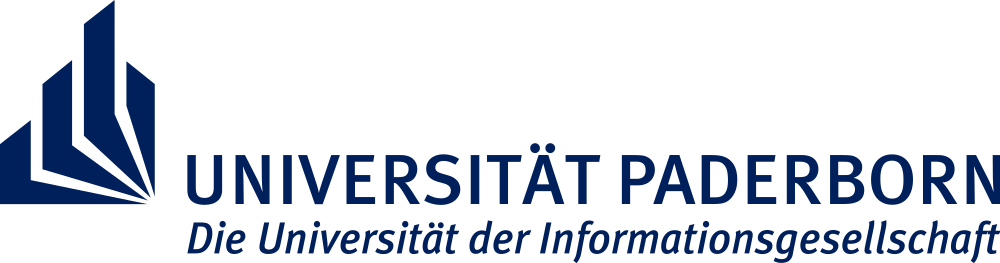 UNIVERSITÄT PADERBORN
Die Universität der Informationsgesellschaft